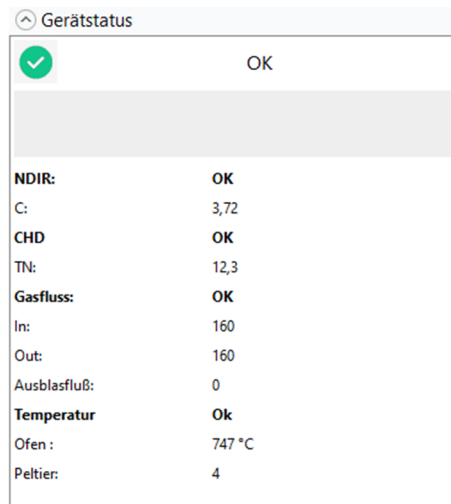 Gerätstatus
OK
NDIR: OK
C: 3,72
CHD OK
TN: 12,3
Gasfluss: OK
In: 160
Out: 160
Ausblasfluß: 0
Temperatur Ok
Ofen : 747 °C
Peltier: 4